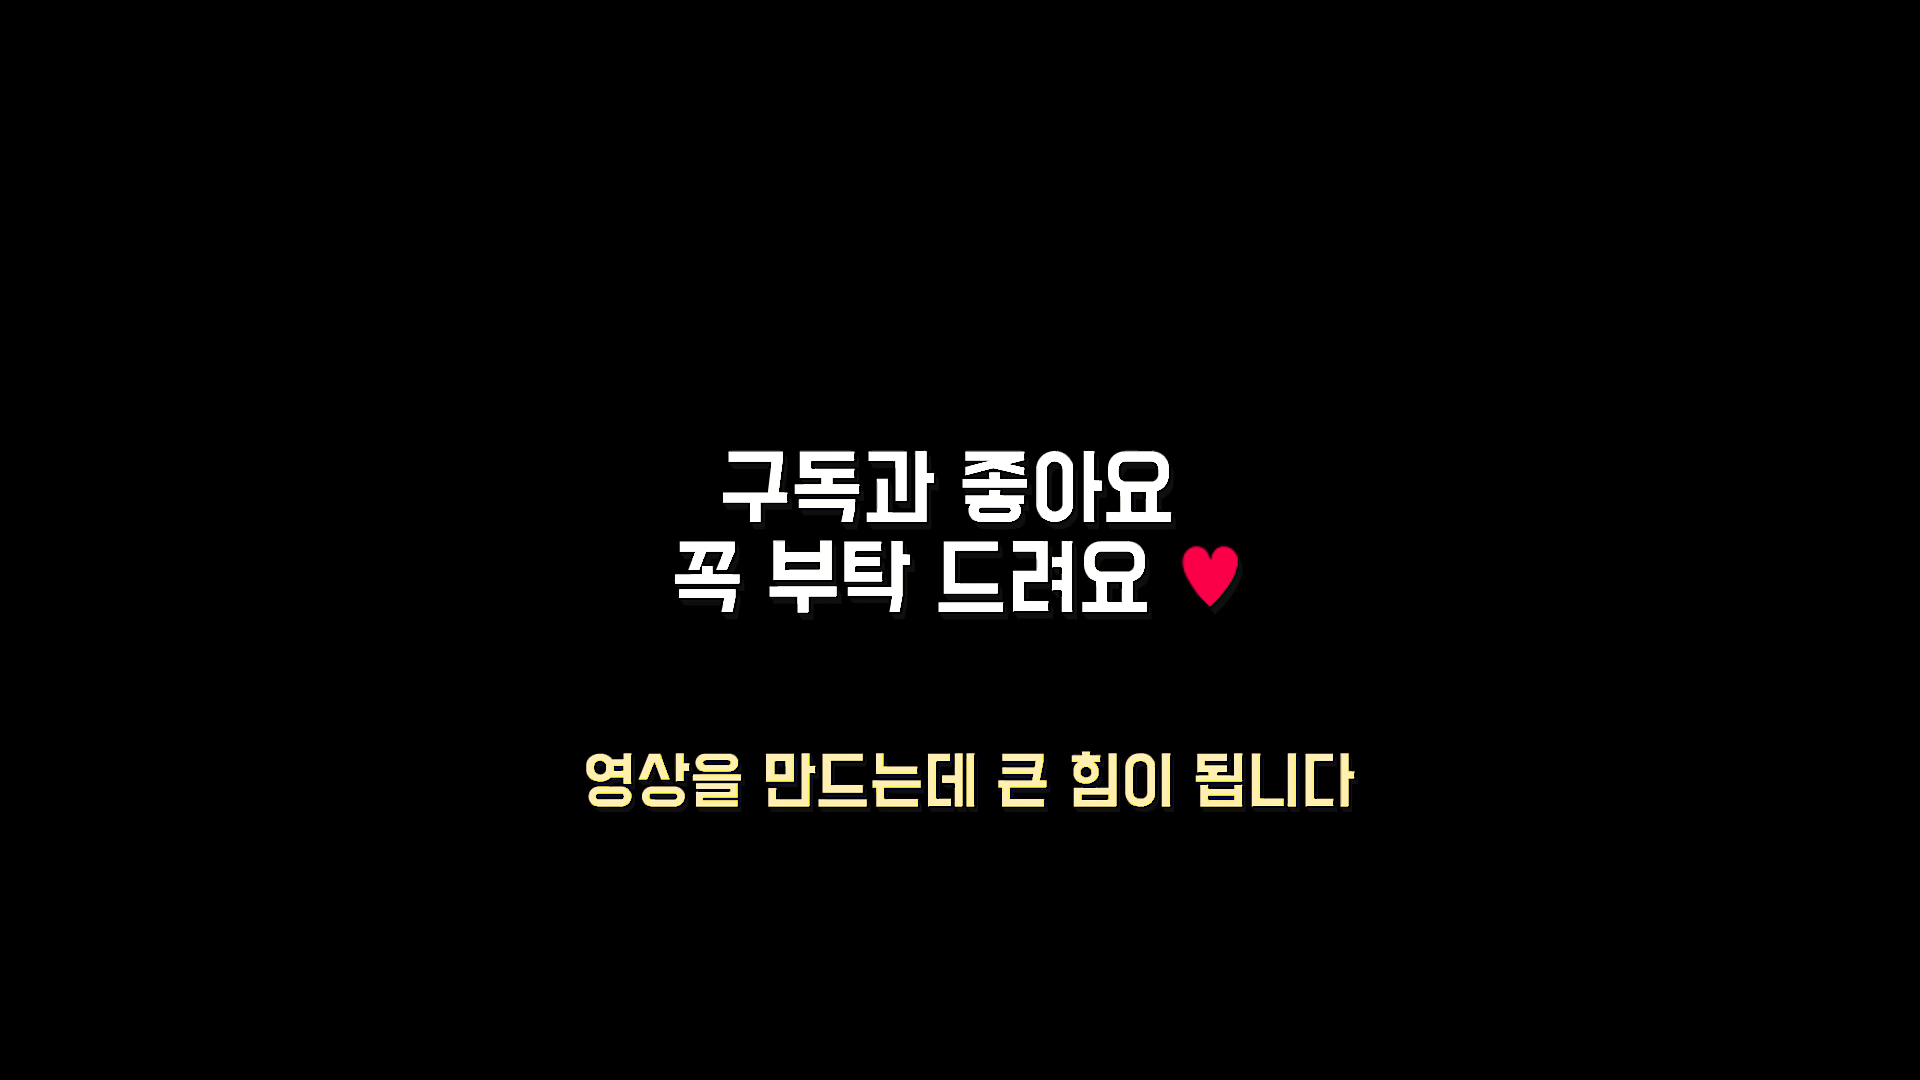 구독과 좋아요
꼭 부탁 드려요 ♥
영상을 만드는데 큰 힘이 됩니다